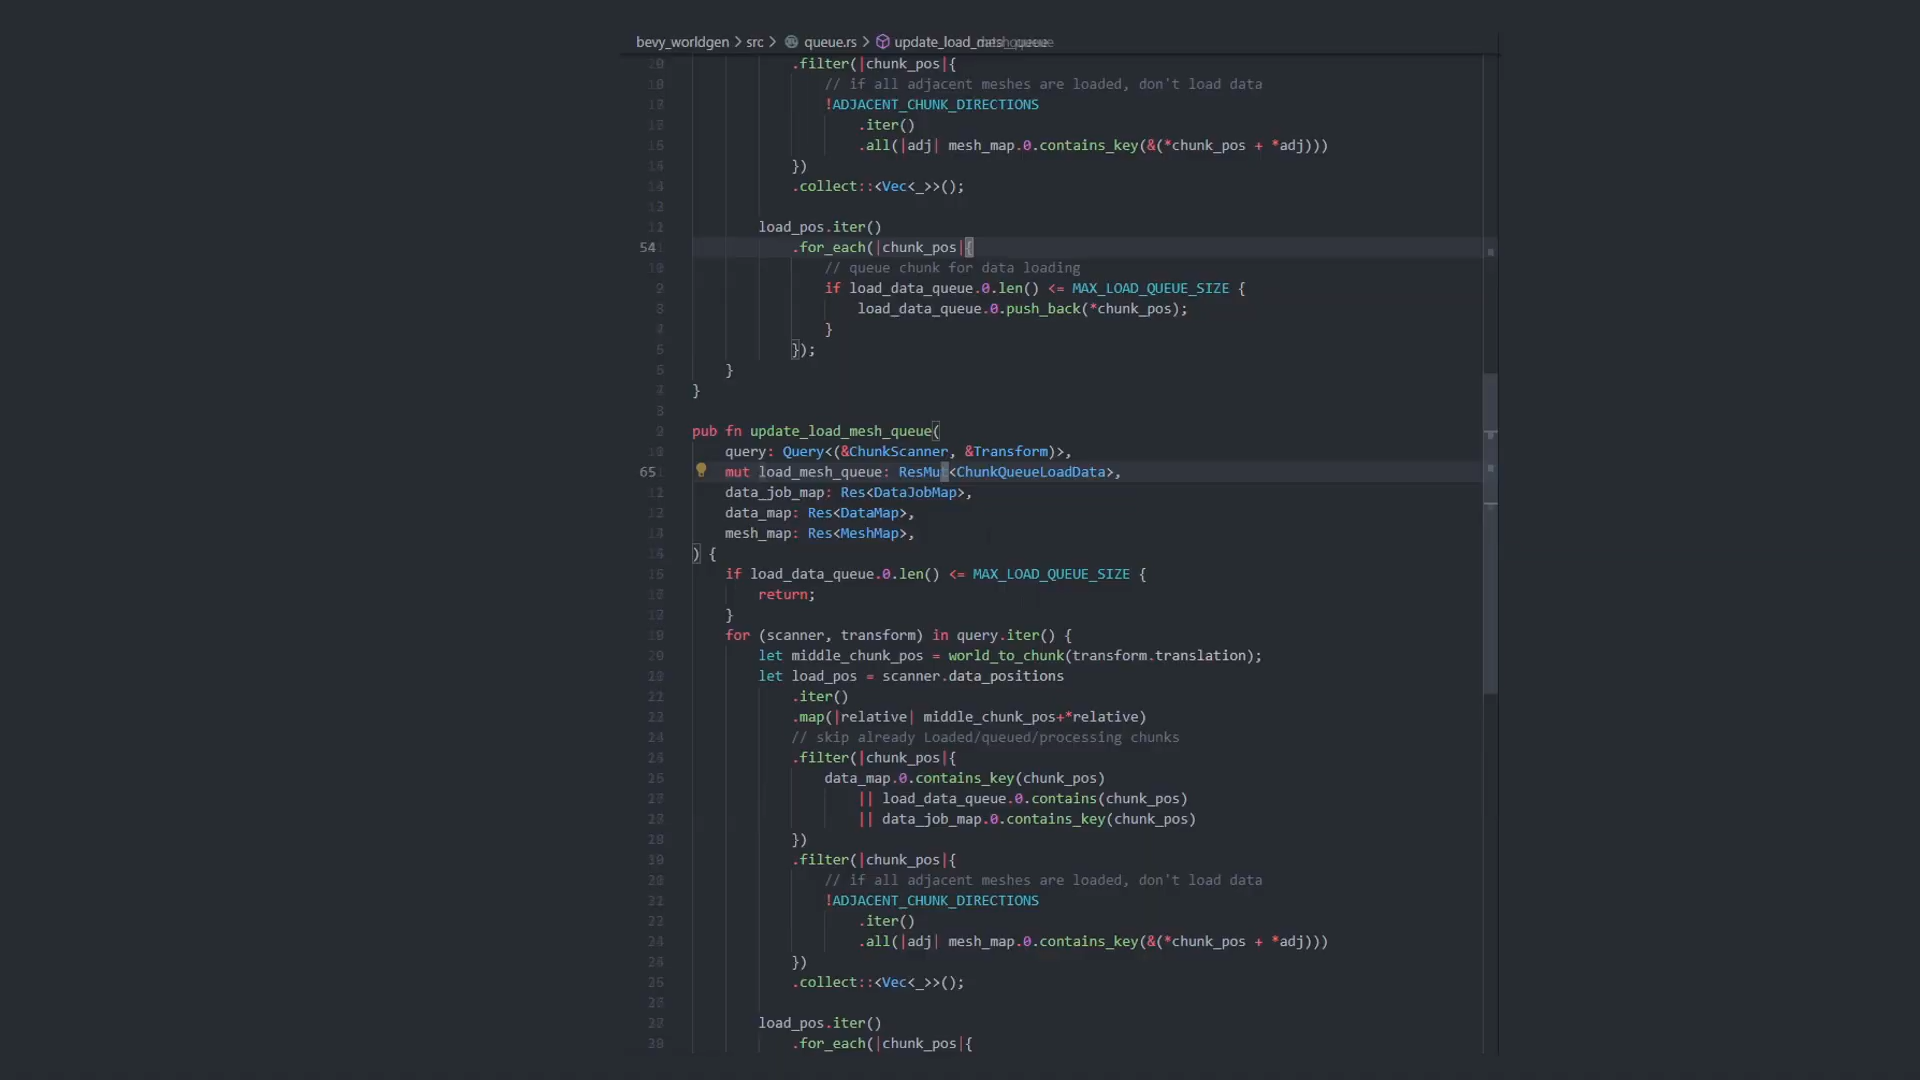 bevy_worldgen > src > queue.rs > update_load_mesh_queue
.filter(|chunk_pos|{
// if all adjacent meshes are loaded, don't load data
!ADJACENT_CHUNK_DIRECTIONS
.iter()
.all(|adj| mesh_map.0.contains_key(&(*chunk_pos + *adj)))
})
.collect::<Vec<_>>();
load_pos.iter()
54 .for_each(|chunk_pos|{
// queue chunk for data loading
if load_data_queue.0.len() <= MAX_LOAD_QUEUE_SIZE {
load_data_queue.0.push_back(*chunk_pos);
}
});
}
}
pub fn update_load_mesh_queue(
query: Query<(&ChunkScanner, &Transform)>,
65 mut load_mesh_queue: ResMut<ChunkQueueLoadData>,
data_job_map: Res<DataJobMap>,
data_map: Res<DataMap>,
mesh_map: Res<MeshMap>,
) {
if load_data_queue.0.len() <= MAX_LOAD_QUEUE_SIZE {
return;
}
for (scanner, transform) in query.iter() {
let middle_chunk_pos = world_to_chunk(transform.translation);
let load_pos = scanner.data_positions
.iter()
.map(|relative| middle_chunk_pos+*relative)
// skip already Loaded/queued/processing chunks
.filter(|chunk_pos|{
data_map.0.contains_key(chunk_pos)
|| load_data_queue.0.contains(chunk_pos)
|| data_job_map.0.contains_key(chunk_pos)
})
.filter(|chunk_pos|{
// if all adjacent meshes are loaded, don't load data
!ADJACENT_CHUNK_DIRECTIONS
.iter()
.all(|adj| mesh_map.0.contains_key(&(*chunk_pos + *adj)))
})
.collect::<Vec<_>>();
load_pos.iter()
.for_each(|chunk_pos|{